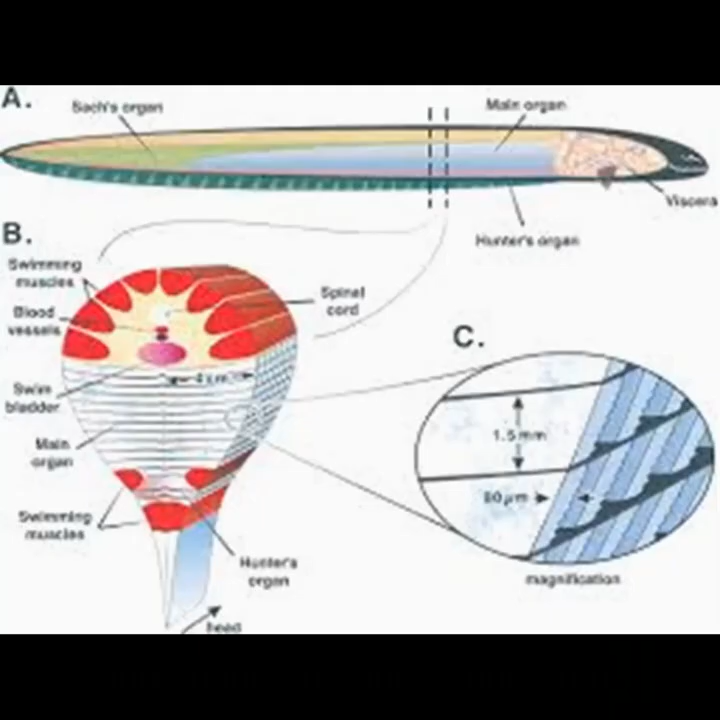 A.
Sach's organ
Main organ
Viscera
Hunter's organ
B.
Swimming
muscles
Blood
vessels
Spinal
cord
Swim
bladder
Main
organ
Swimming
muscles
Hunter's
organ
head
C.
1.5 mm
magnification